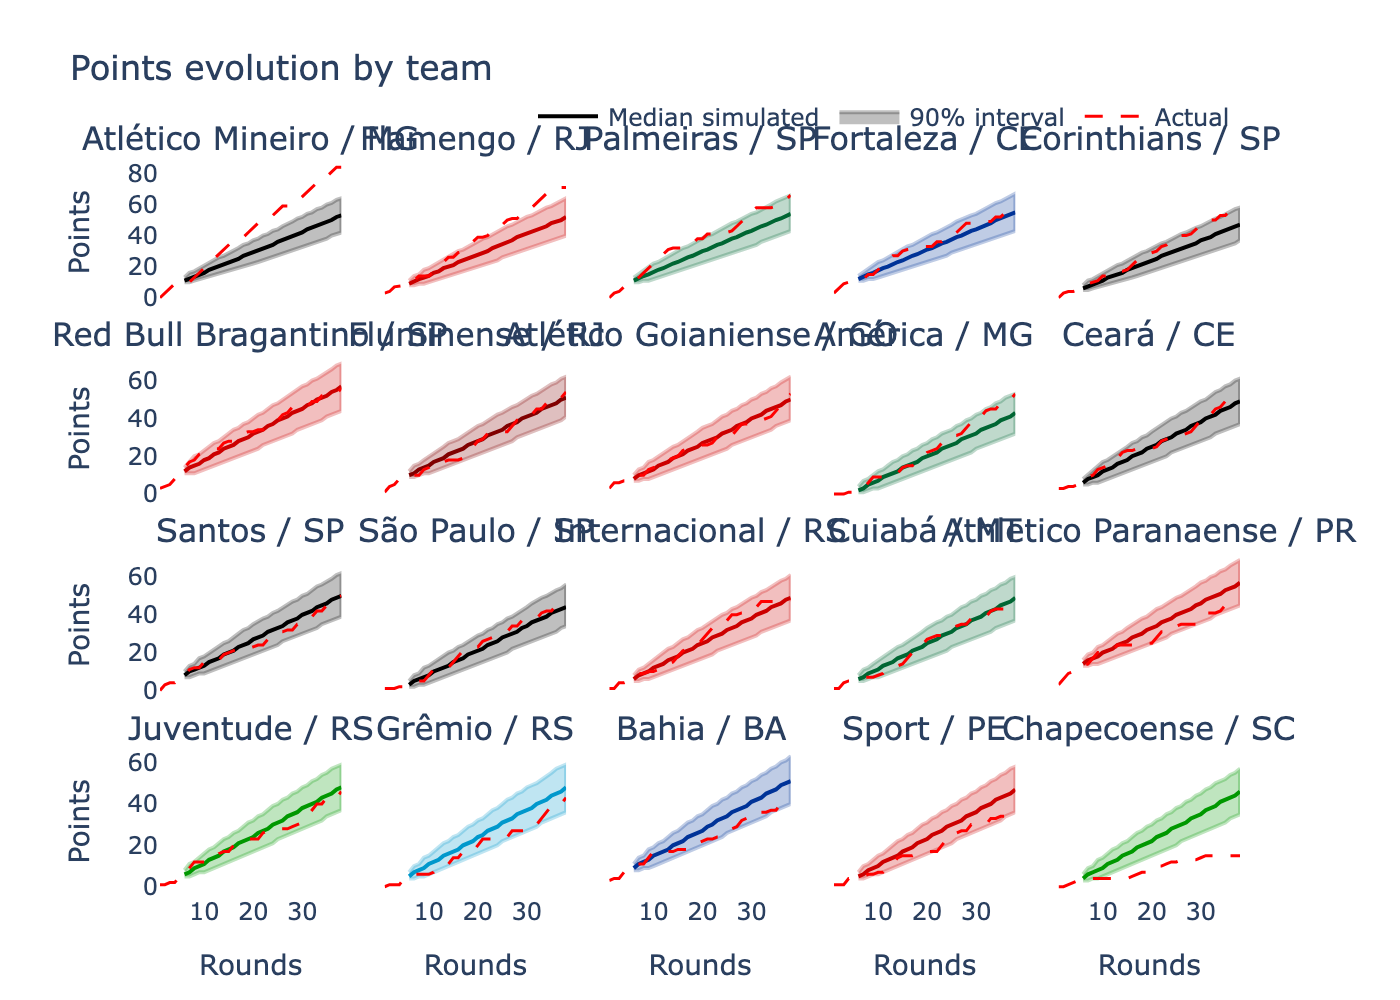 Points evolution by team
Median simulated 90% interval Actual
Atlético Mineiro / MG Flamengo / RJ Palmeiras / SP Fortaleza / CE Corinthians / SP
80
60
40
20
0
Points
Red Bull Bragantino / SP Fluminense / RJ Atlético Goianiense / GO América / MG Ceará / CE
60
40
20
0
Points
Santos / SP São Paulo / SP Internacional / RS Cuiabá / MT Athletico Paranaense / PR
60
40
20
0
Points
Juventude / RS Grêmio / RS Bahia / BA Sport / PE Chapecoense / SC
60
40
20
0
Points
10 20 30 10 20 30 10 20 30 10 20 30 10 20 30
Rounds Rounds Rounds Rounds Rounds